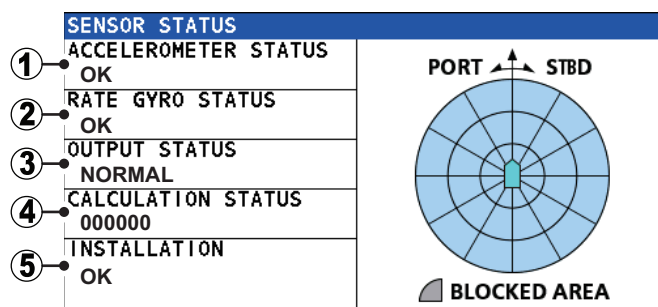 SENSOR STATUS
1 ACCELEROMETER STATUS
OK
2 RATE GYRO STATUS
OK
3 OUTPUT STATUS
NORMAL
4 CALCULATION STATUS
000000
5 INSTALLATION
OK
PORT STBD
BLOCKED AREA